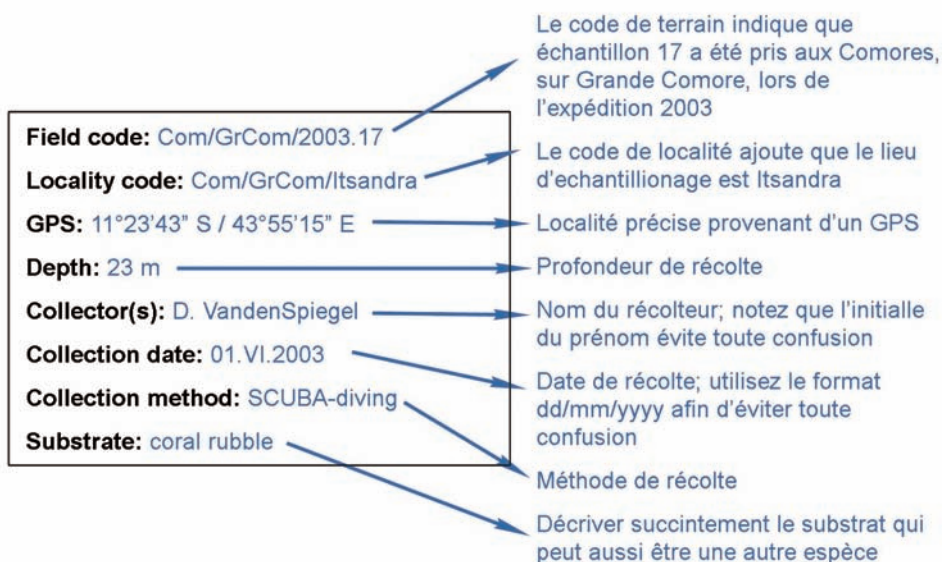 Le code de terrain indique que
échantillon 17 a été pris aux Comores,
sur Grande Comore, lors de
l'expédition 2003
Field code: Com/GrCom/2003.17
Locality code: Com/GrCom/Itsandra
GPS: 11°23'43" S / 43°55'15" E
Depth: 23 m
Collector(s): D. VandenSpiegel
Collection date: 01.VI.2003
Collection method: SCUBA-diving
Substrate: coral rubble
Le code de localité ajoute que le lieu
d'echantillionage est Itsandra
Localité précise provenant d'un GPS
Profondeur de récolte
Nom du récolteur; notez que l'initialle
du prénom évite toute confusion
Date de récolte; utilisez le format
dd/mm/yyyy afin d'éviter toute
confusion
Méthode de récolte
Décriver succintement le substrat qui
peut aussi être une autre espèce